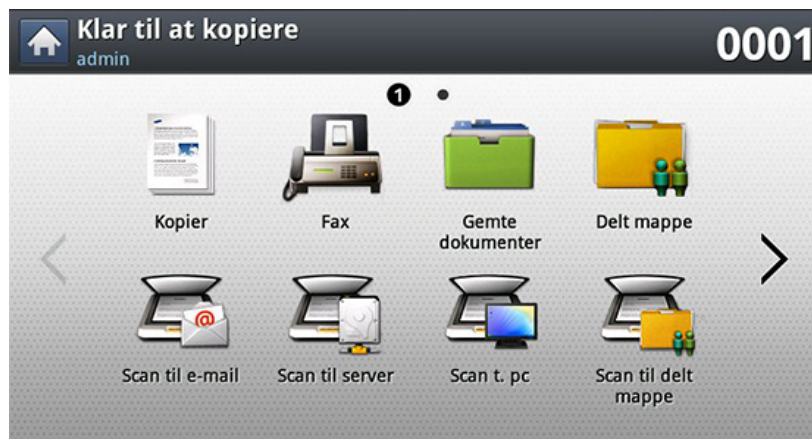 Klar til at kopiere
admin
0001
1
Kopier
Fax
Gemte
dokumenter
Delt mappe
Scan til e-mail
Scan til server
Scan t. pc
Scan til delt
mappe